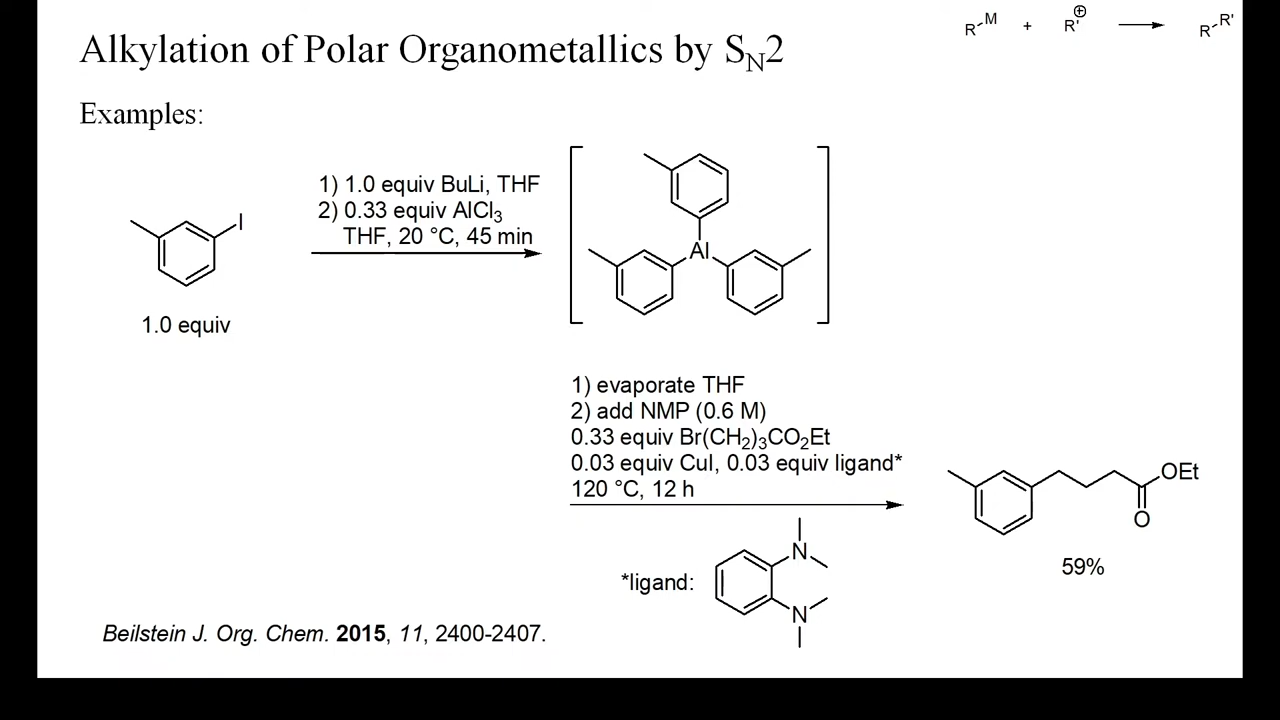 Alkylation of Polar Organometallics by SN2
R M + R' ⊕ R R'
Examples:
1) 1.0 equiv BuLi, THF
2) 0.33 equiv AlCl3
THF, 20 °C, 45 min
I
1.0 equiv
Al
1) evaporate THF
2) add NMP (0.6 M)
0.33 equiv Br(CH2)3CO2Et
0.03 equiv CuI, 0.03 equiv ligand*
120 °C, 12 h
OEt
O
59%
*ligand:
N
N
Beilstein J. Org. Chem. 2015, 11, 2400-2407.